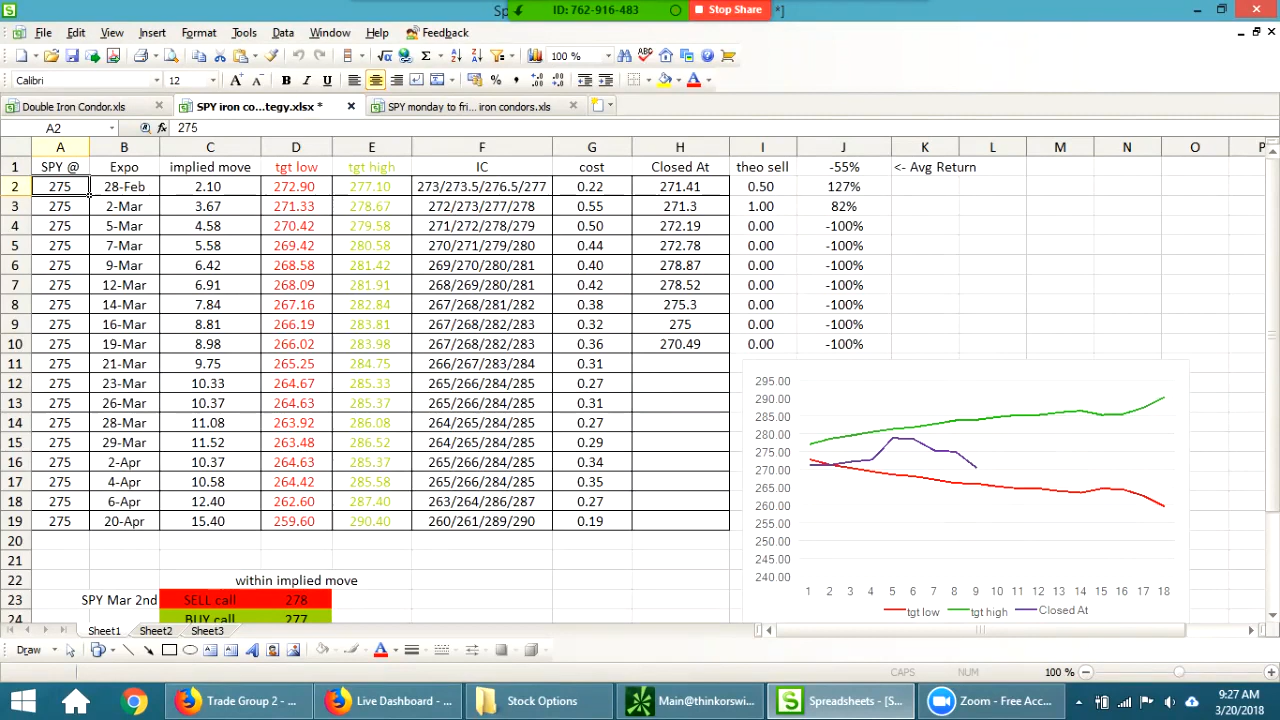 Sp
ID: 762-916-483
Stop Share
*]
File Edit View Insert Format Tools Data Window Help Feedback
100 %
Calibri 12
Double Iron Condor.xls
SPY iron co...tegy.xlsx *
SPY monday to fri... iron condors.xls
A2 fx 275
A B C D E F G H I J K L M N O P
1 SPY @ Expo implied move tgt low tgt high IC cost Closed At theo sell -55% <- Avg Return
2 275 28-Feb 2.10 272.90 277.10 273/273.5/276.5/277 0.22 271.41 0.50 127%
3 275 2-Mar 3.67 271.33 278.67 272/273/277/278 0.55 271.3 1.00 82%
4 275 5-Mar 4.58 270.42 279.58 271/272/278/279 0.50 272.19 0.00 -100%
5 275 7-Mar 5.58 269.42 280.58 270/271/279/280 0.44 272.78 0.00 -100%
6 275 9-Mar 6.42 268.58 281.42 269/270/280/281 0.40 278.87 0.00 -100%
7 275 12-Mar 6.91 268.09 281.91 268/269/280/281 0.42 278.52 0.00 -100%
8 275 14-Mar 7.84 267.16 282.84 267/268/281/282 0.38 275.3 0.00 -100%
9 275 16-Mar 8.81 266.19 283.81 267/268/282/283 0.32 275 0.00 -100%
10 275 19-Mar 8.98 266.02 283.98 267/268/282/283 0.36 270.49 0.00 -100%
11 275 21-Mar 9.75 265.25 284.75 266/267/283/284 0.31
12 275 23-Mar 10.33 264.67 285.33 265/266/284/285 0.27
13 275 26-Mar 10.37 264.63 285.37 265/266/284/285 0.31
14 275 28-Mar 11.08 263.92 286.08 264/265/284/285 0.27
15 275 29-Mar 11.52 263.48 286.52 264/265/285/286 0.29
16 275 2-Apr 10.37 264.63 285.37 265/266/284/285 0.34
17 275 4-Apr 10.58 264.42 285.58 265/266/284/285 0.35
18 275 6-Apr 12.40 262.60 287.40 263/264/286/287 0.27
19 275 20-Apr 15.40 259.60 290.40 260/261/289/290 0.19
20
21
22 within implied move
23 SPY Mar 2nd SELL call 278
24 BUY call 277
295.00
290.00
285.00
280.00
275.00
270.00
265.00
260.00
255.00
250.00
245.00
240.00
1 2 3 4 5 6 7 8 9 10 11 12 13 14 15 16 17 18
tgt low tgt high Closed At
Sheet1 Sheet2 Sheet3
Draw
CAPS NUM 100 %
Trade Group 2 - ...
Live Dashboard - ...
Stock Options
Main@thinkorswi...
Spreadsheets - [S...
Zoom - Free Acc...
9:27 AM
3/20/2018